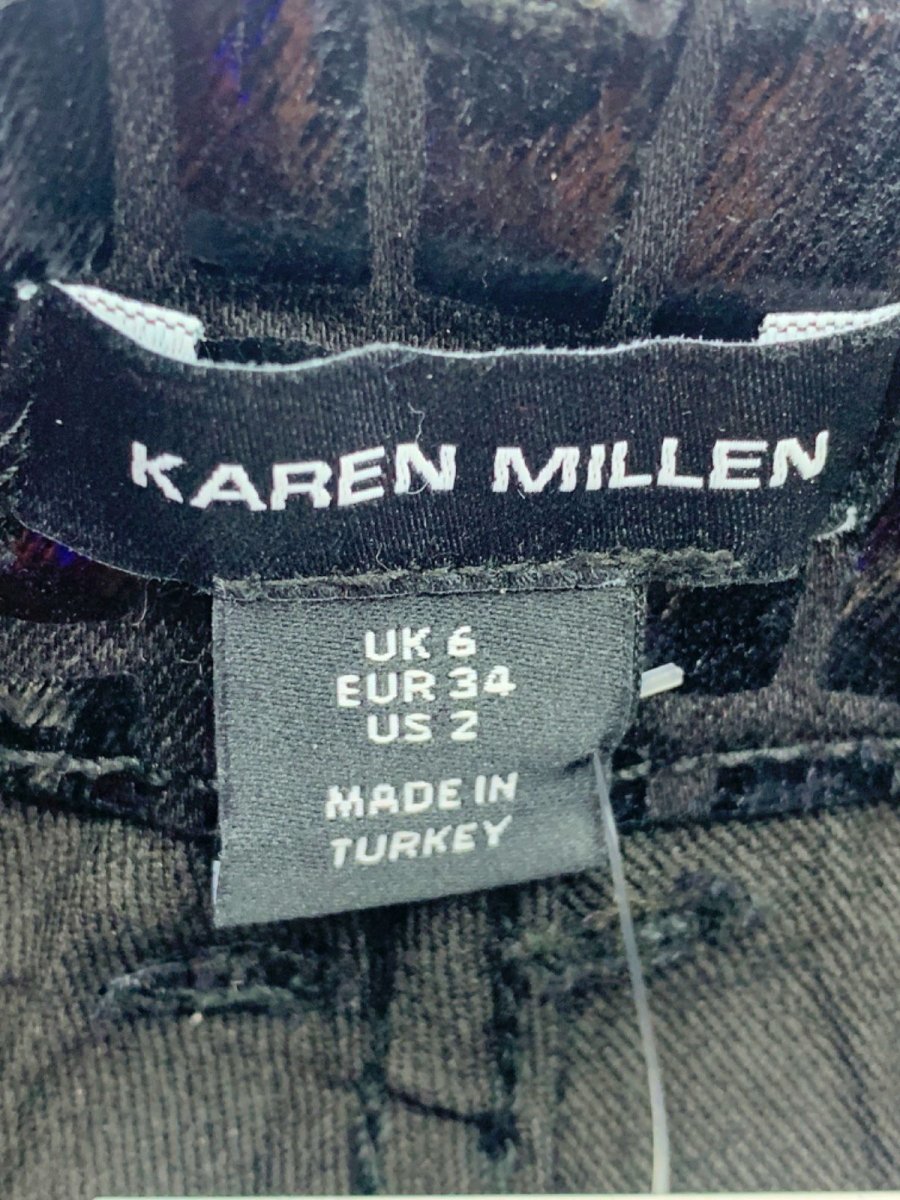 KAREN MILLEN
UK 6
EUR 34
US 2
MADE IN
TURKEY